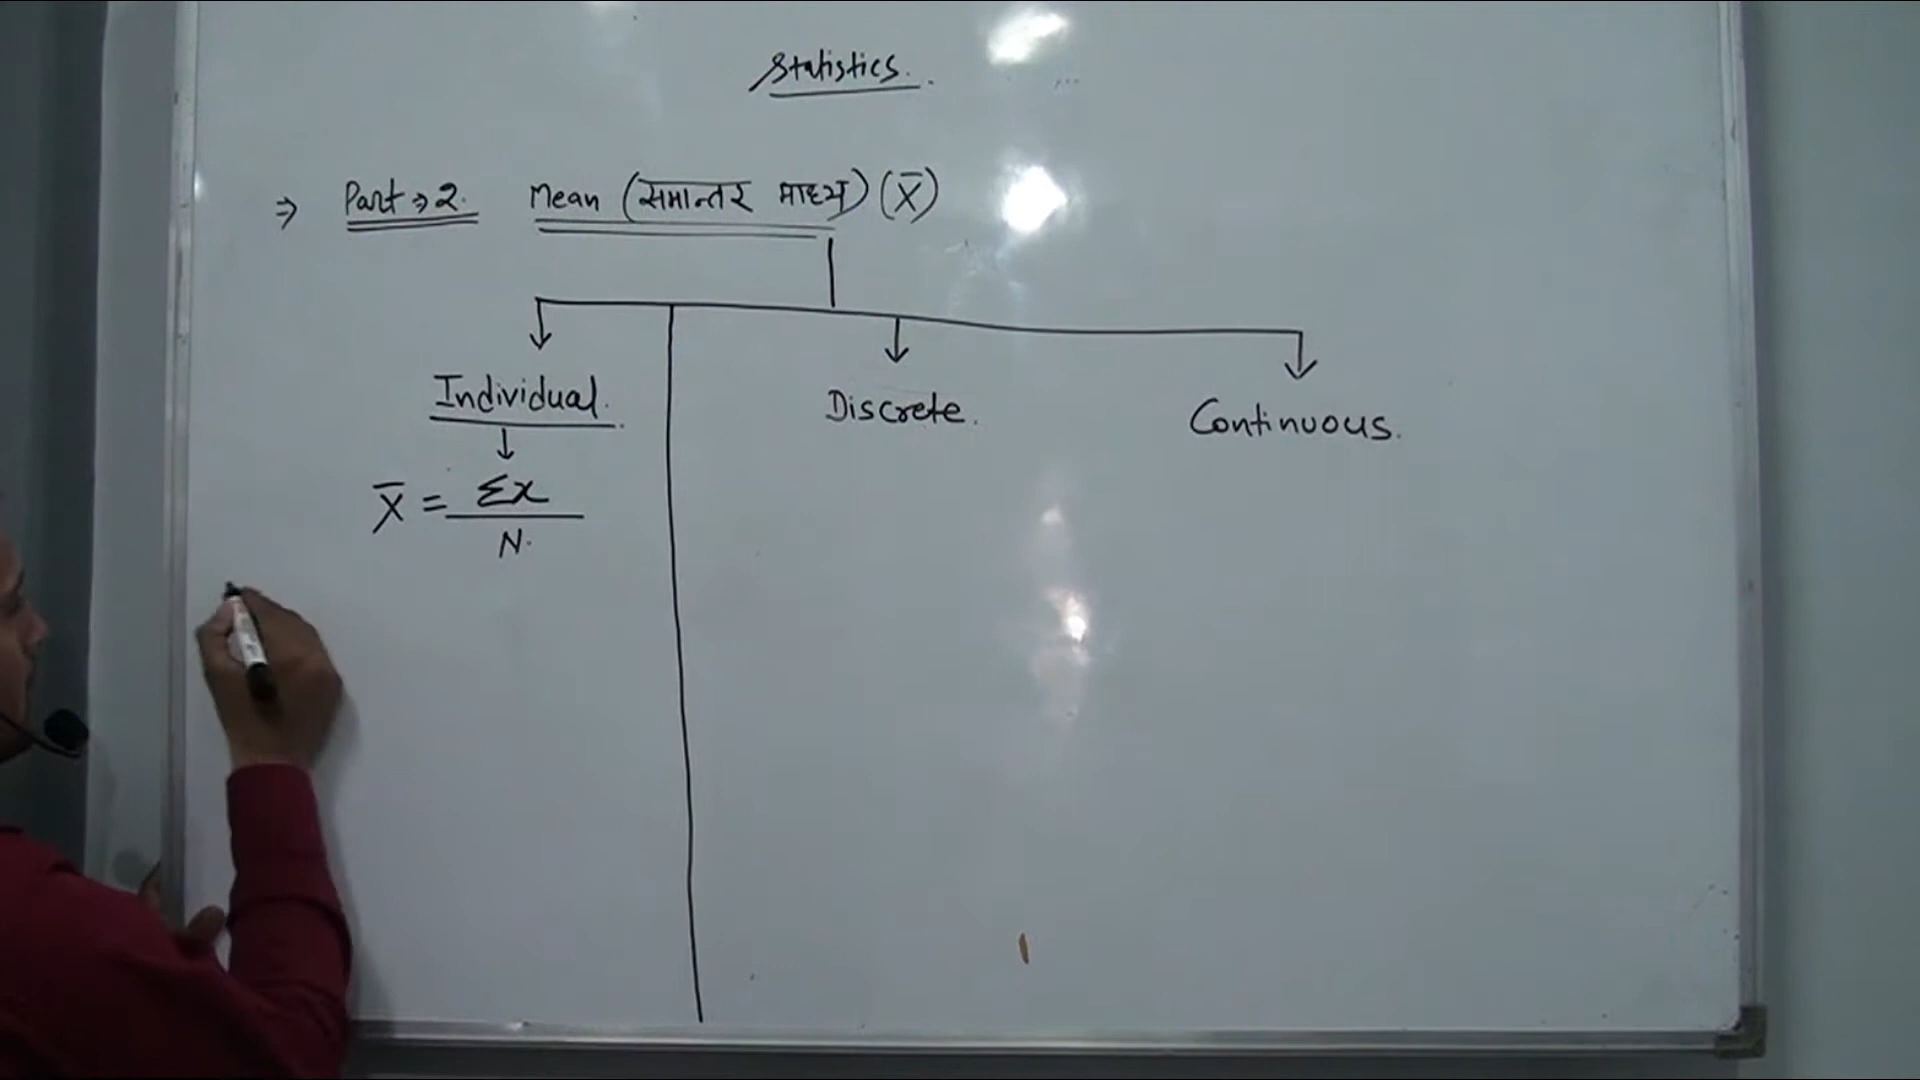 Statistics.
⇒ Part → 2. Mean (समान्तर माध्य) (X̅)
Individual. Discrete. Continuous.
X̅ = Σx
N.